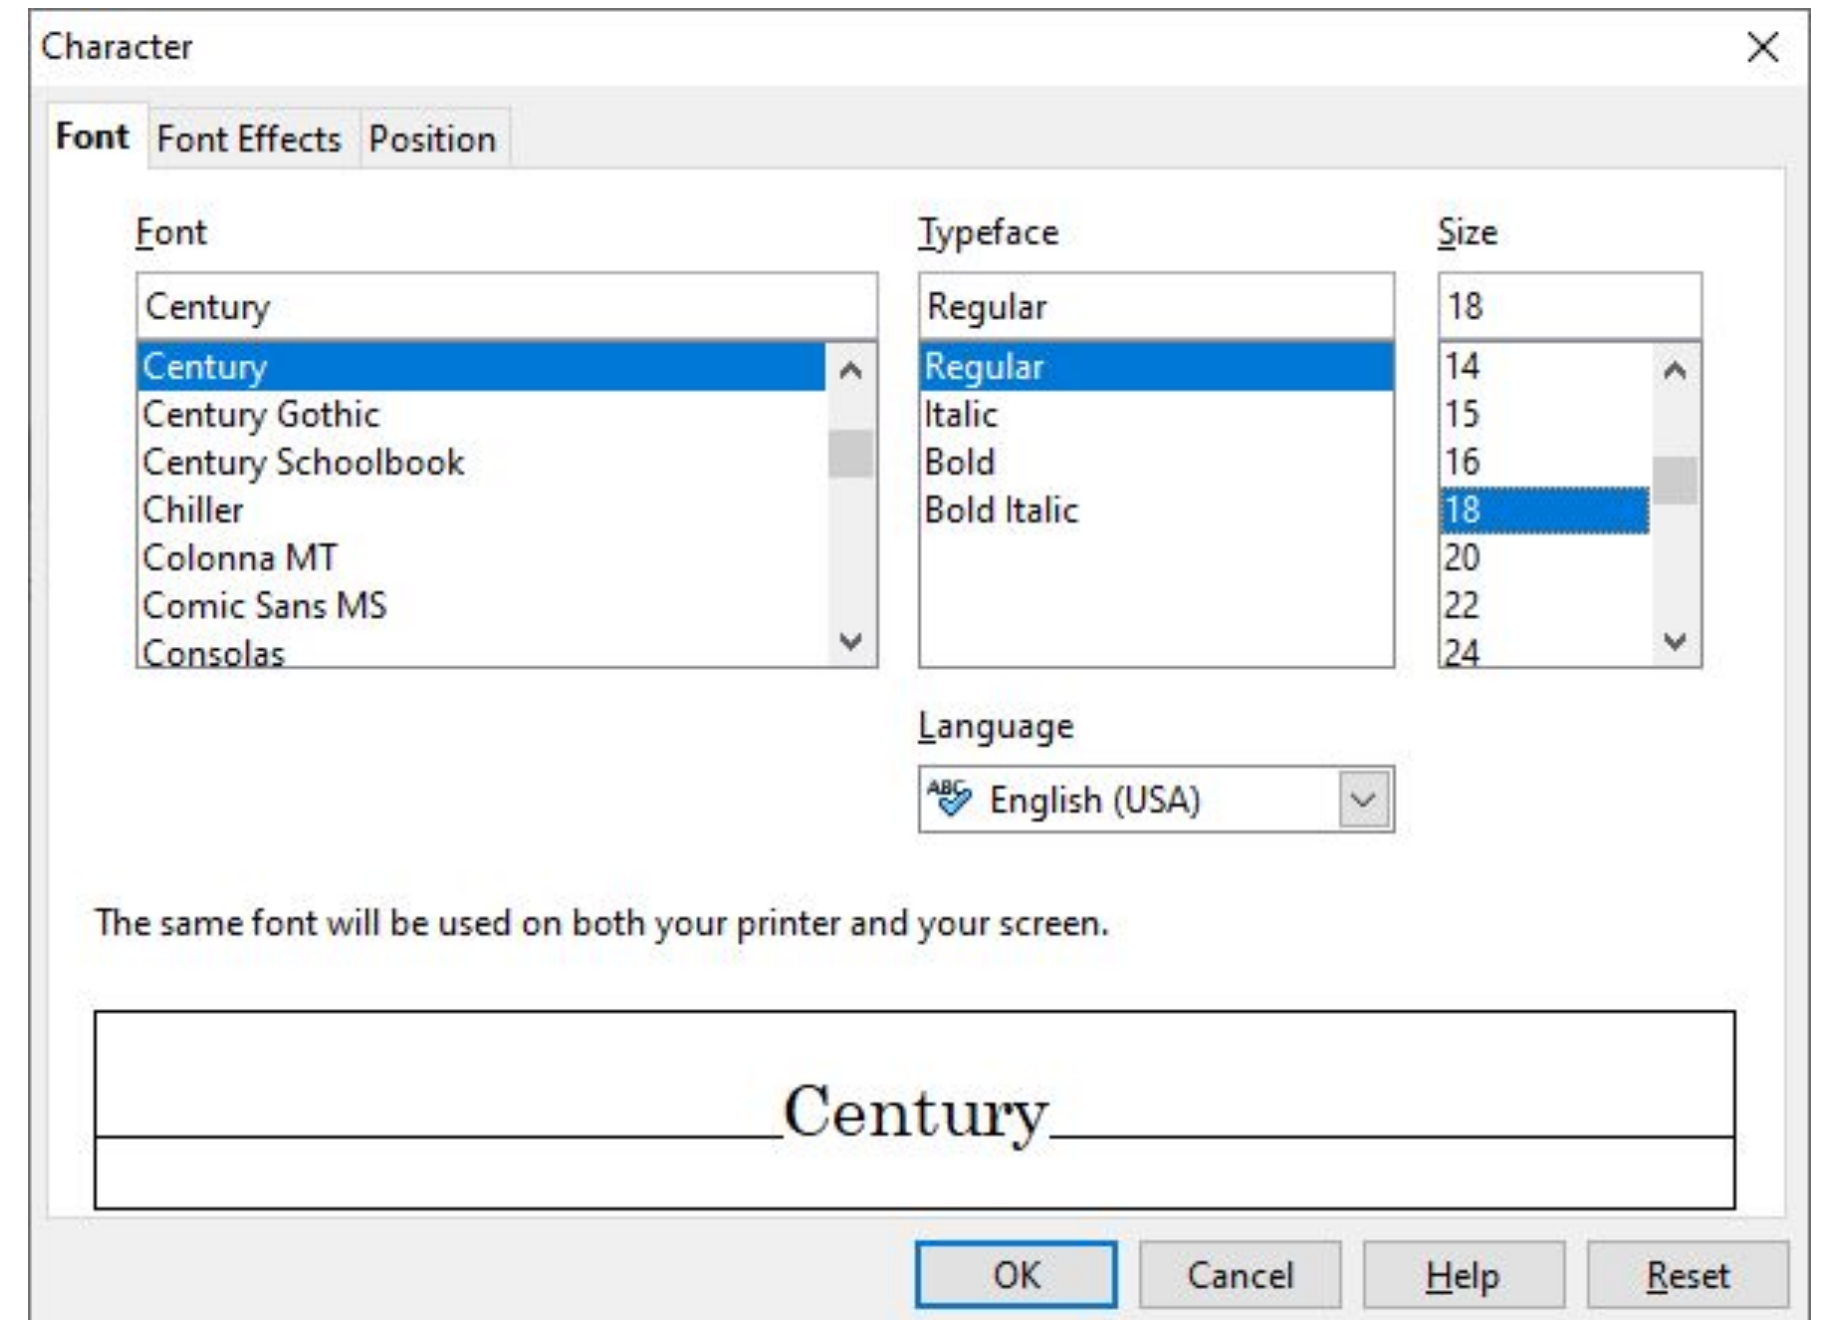 Character
Font Font Effects Position
Font
Century
Century
Century Gothic
Century Schoolbook
Chiller
Colonna MT
Comic Sans MS
Consolas
Typeface
Regular
Regular
Italic
Bold
Bold Italic
Size
18
14
15
16
18
20
22
24
Language
ABC English (USA)
The same font will be used on both your printer and your screen.
Century
OK Cancel Help Reset